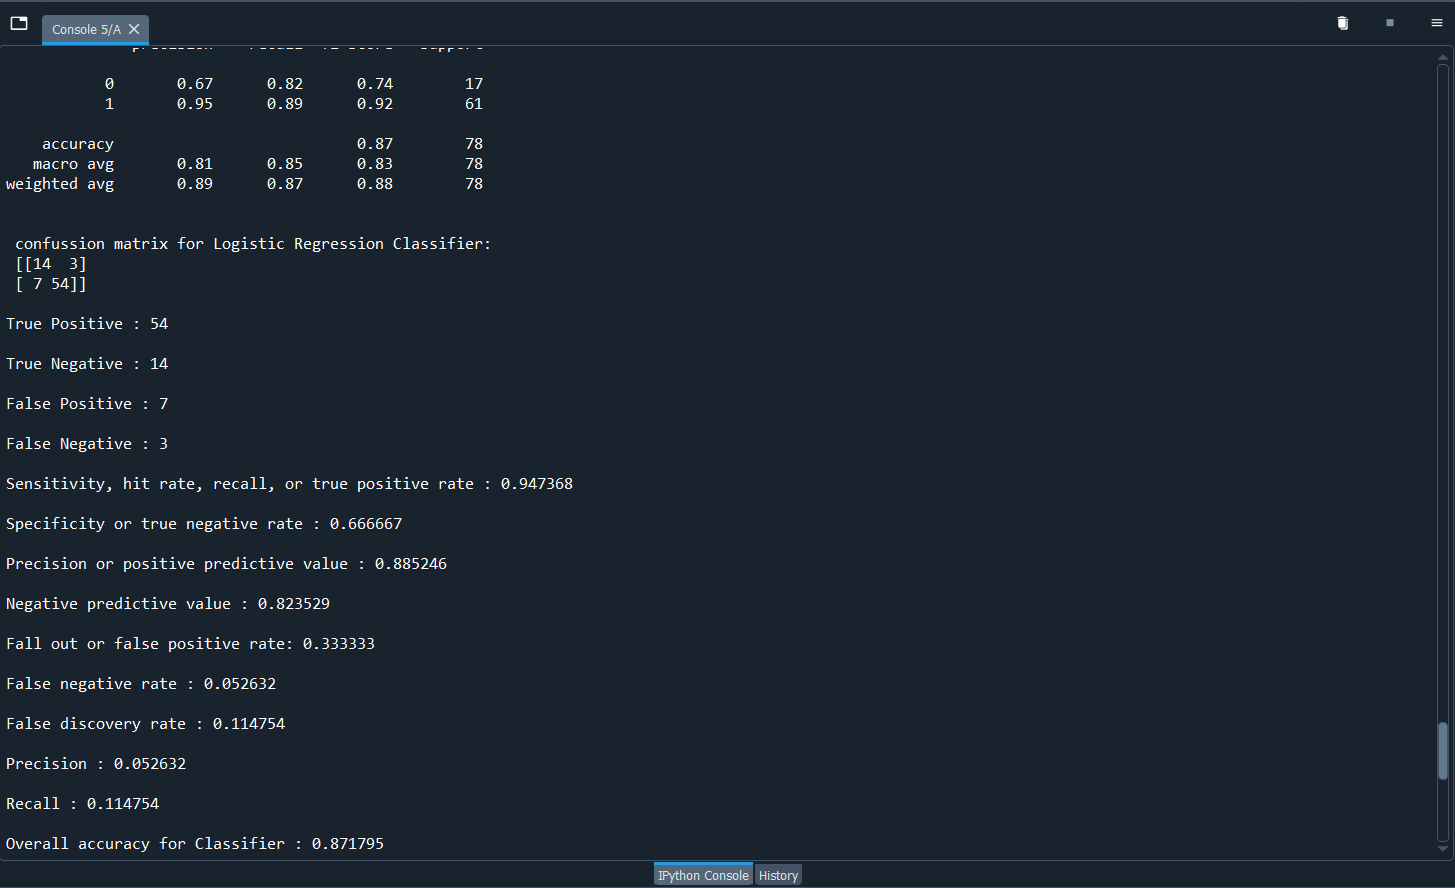 Console 5/A
0 0.67 0.82 0.74 17
1 0.95 0.89 0.92 61
accuracy 0.87 78
macro avg 0.81 0.85 0.83 78
weighted avg 0.89 0.87 0.88 78
confussion matrix for Logistic Regression Classifier:
[[14 3]
[ 7 54]]
True Positive : 54
True Negative : 14
False Positive : 7
False Negative : 3
Sensitivity, hit rate, recall, or true positive rate : 0.947368
Specificity or true negative rate : 0.666667
Precision or positive predictive value : 0.885246
Negative predictive value : 0.823529
Fall out or false positive rate: 0.333333
False negative rate : 0.052632
False discovery rate : 0.114754
Precision : 0.052632
Recall : 0.114754
Overall accuracy for Classifier : 0.871795
IPython Console History